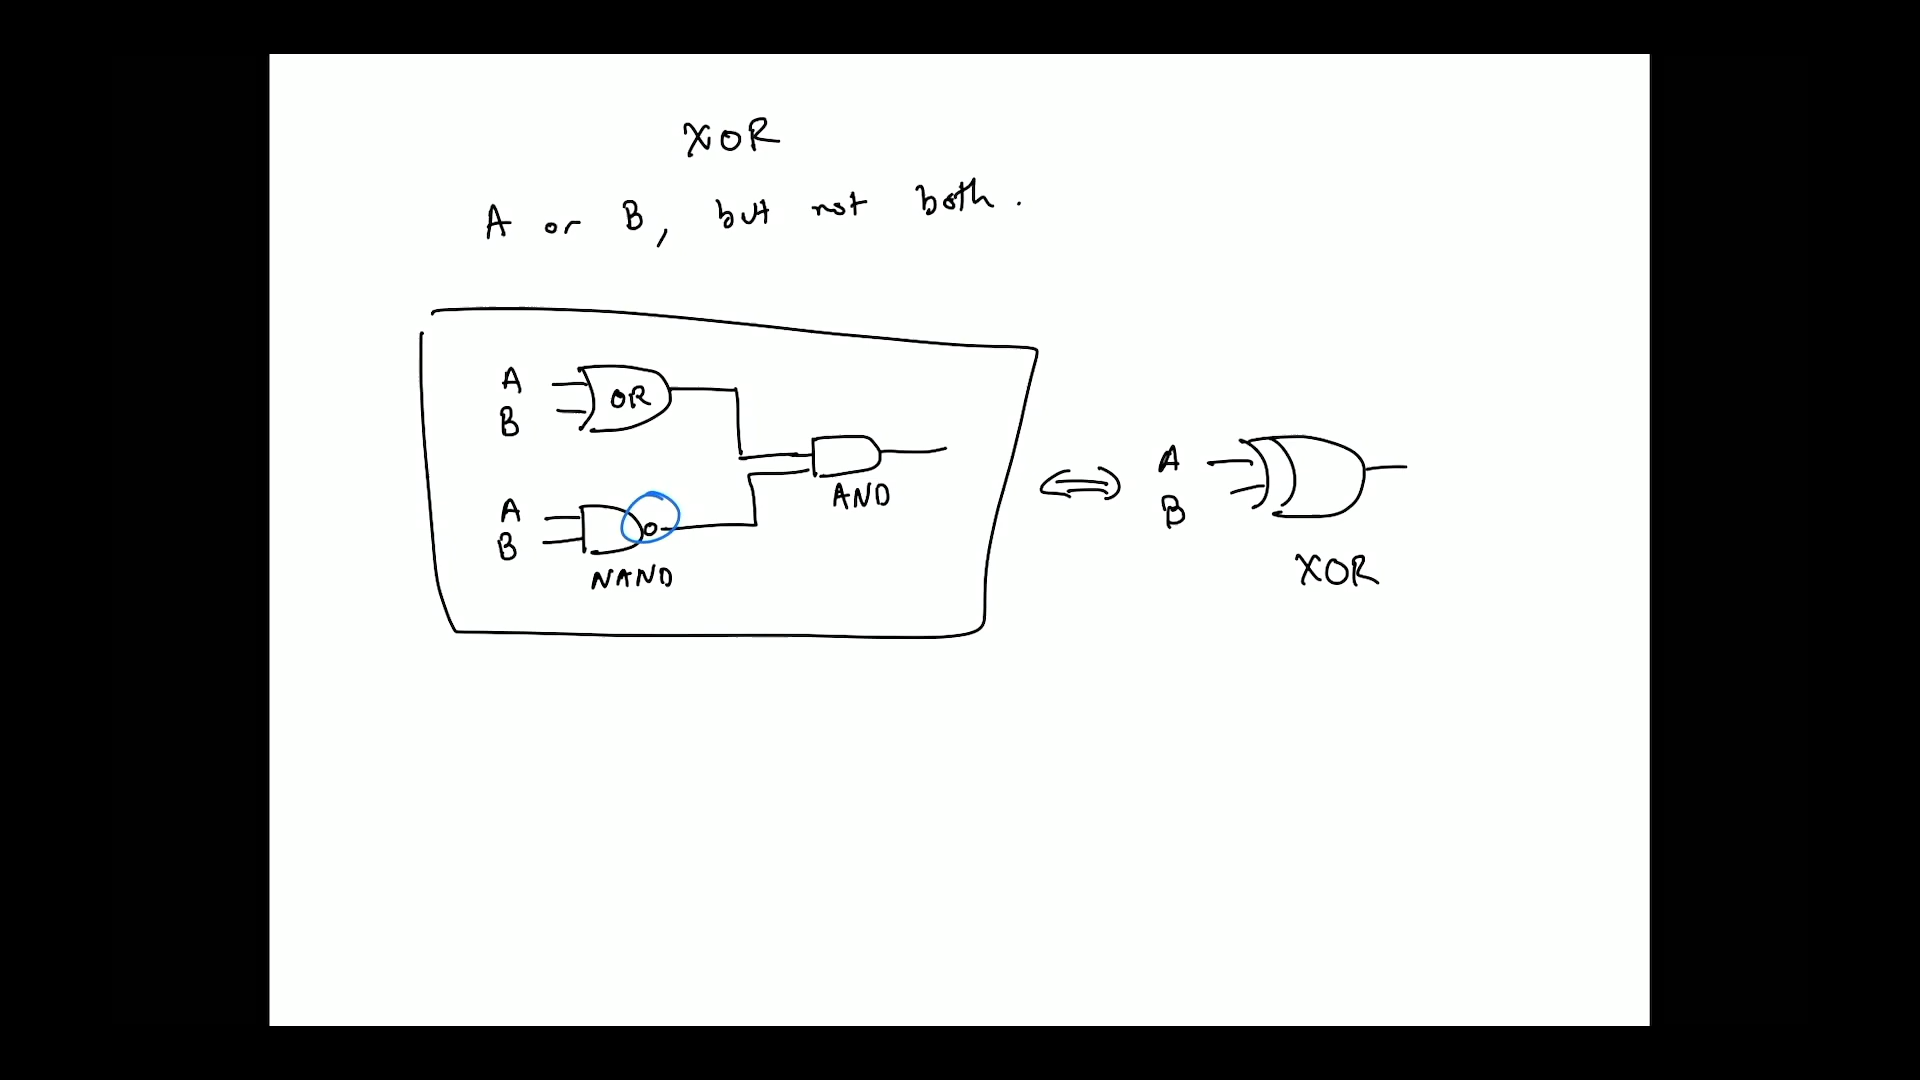 XOR
A or B, but not both.
A
B
OR
A
B
NAND
AND
A
B
XOR